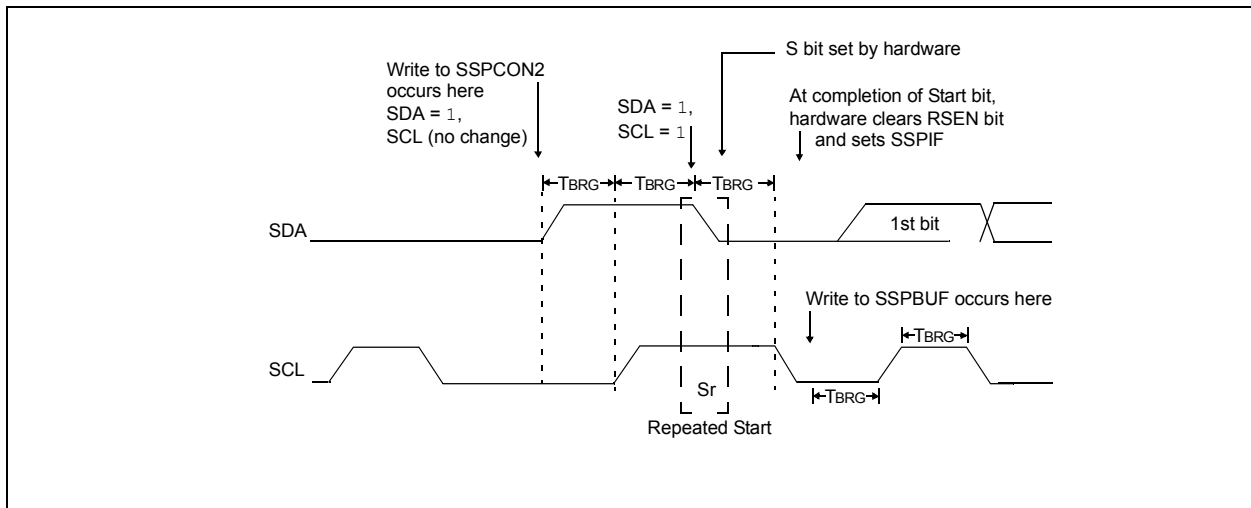 S bit set by hardware
Write to SSPCON2
occurs here
SDA = 1,
SCL (no change)
SDA = 1,
SCL = 1
At completion of Start bit,
hardware clears RSEN bit
and sets SSPIF
TBRG TBRG TBRG
SDA
1st bit
Write to SSPBUF occurs here
TBRG
SCL
Sr
TBRG
Repeated Start